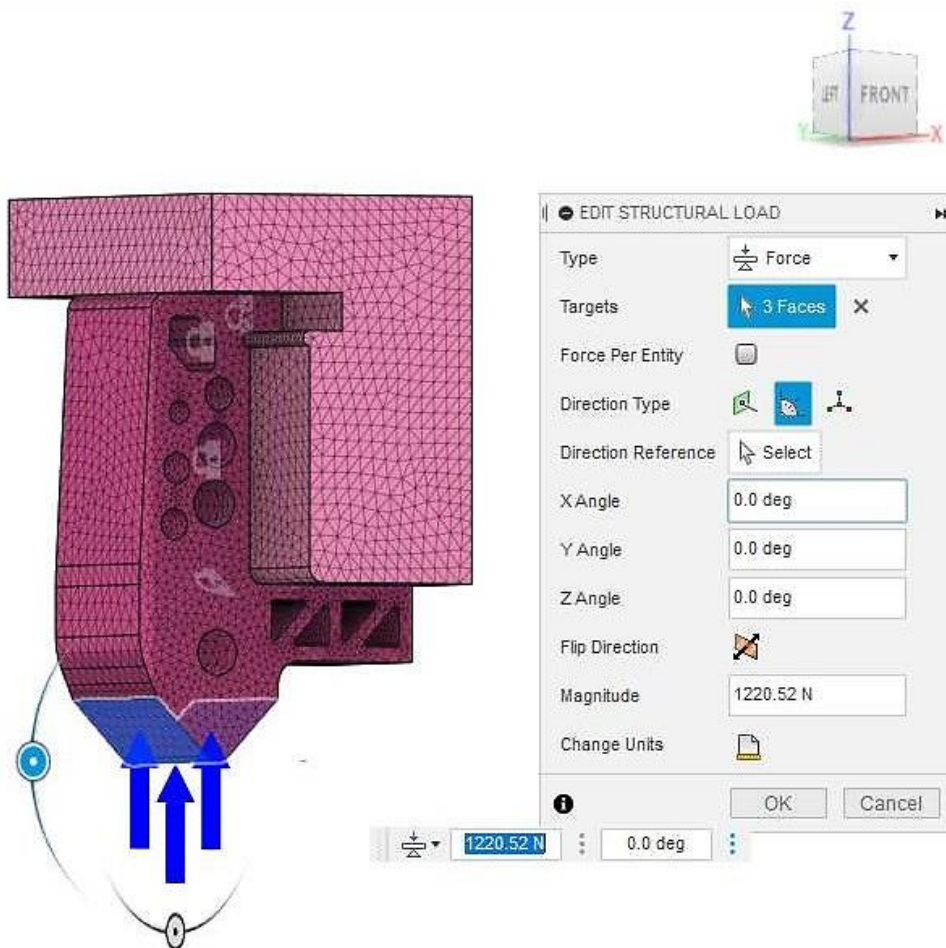 Z
LEFT FRONT
Y X
EDIT STRUCTURAL LOAD
Type Force
Targets 3 Faces
Force Per Entity
Direction Type
Direction Reference Select
X Angle 0.0 deg
Y Angle 0.0 deg
Z Angle 0.0 deg
Flip Direction
Magnitude 1220.52 N
Change Units
OK Cancel
1220.52 N 0.0 deg